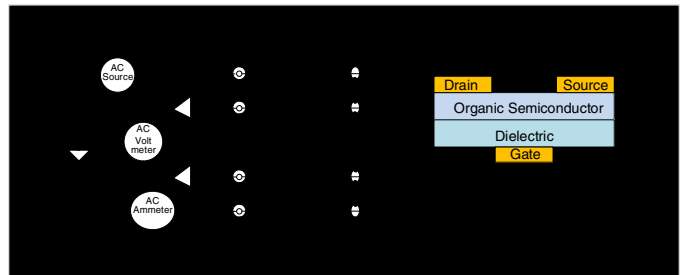 AC
Source
AC
Volt
meter
AC
Ammeter
Drain
Source
Organic Semiconductor
Dielectric
Gate